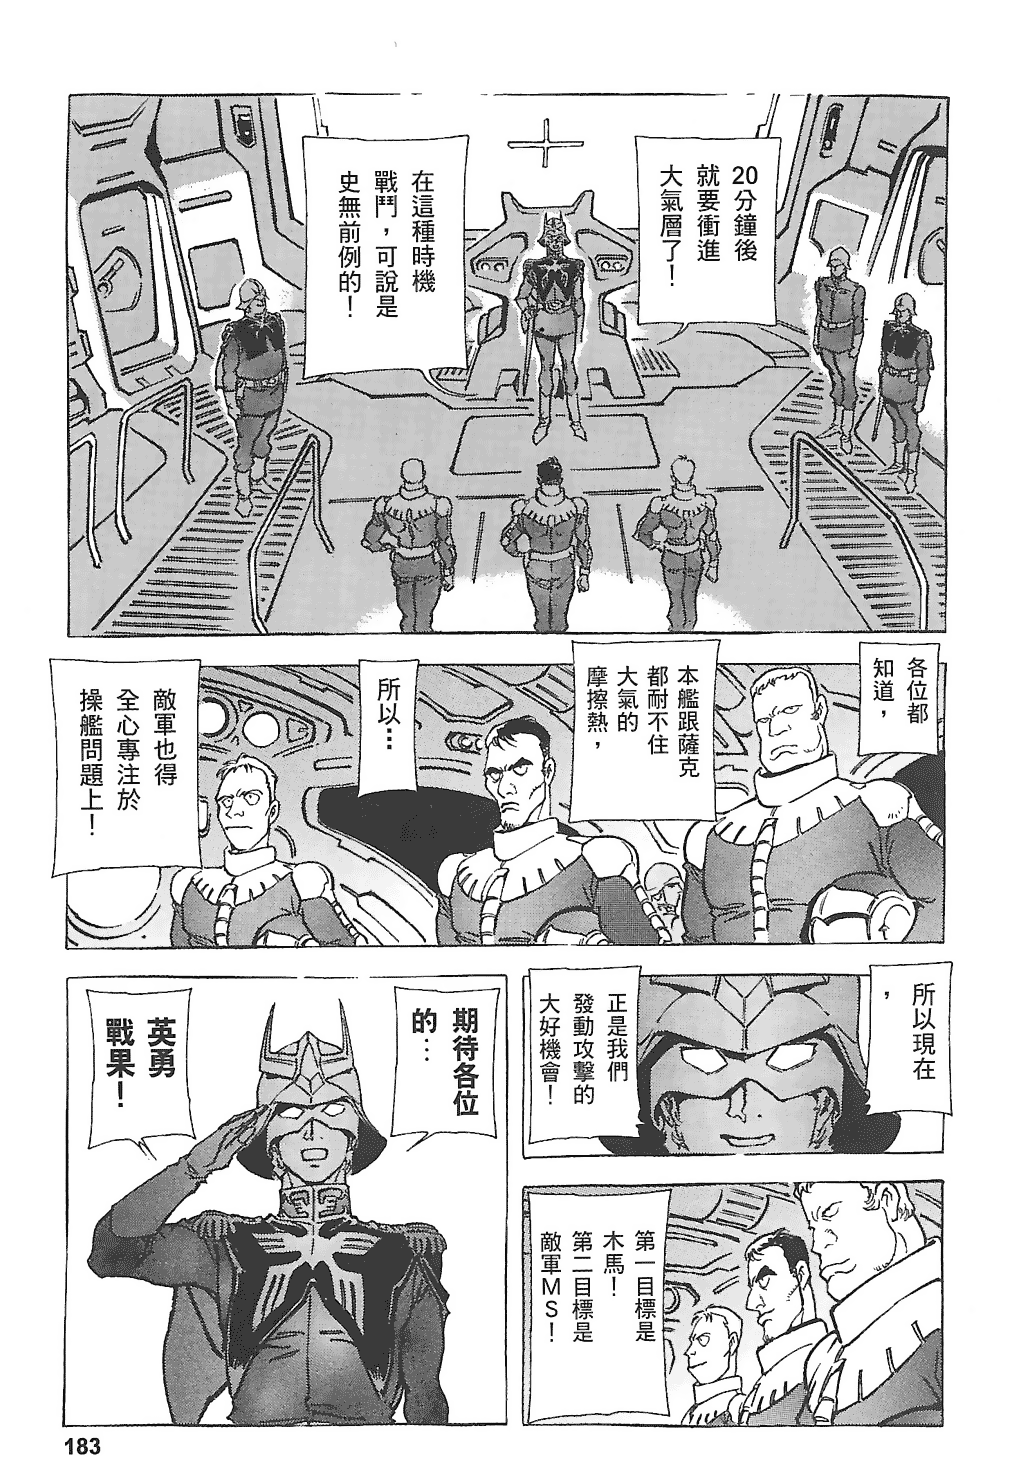 20分鐘後
就要衝進
大氣層了！
在這種時機
戰鬥，可說是
史無前例的！
各位都
知道，
本艦跟薩克
都耐不住
大氣的
摩擦熱，
所以…
敵軍也得
全心專注於
操艦問題上！
所以現在
，
正是我們
發動攻擊的
大好機會！
第一目標是
木馬！
第二目標是
敵軍MS！
期待各位
的…
英勇
戰果！
183